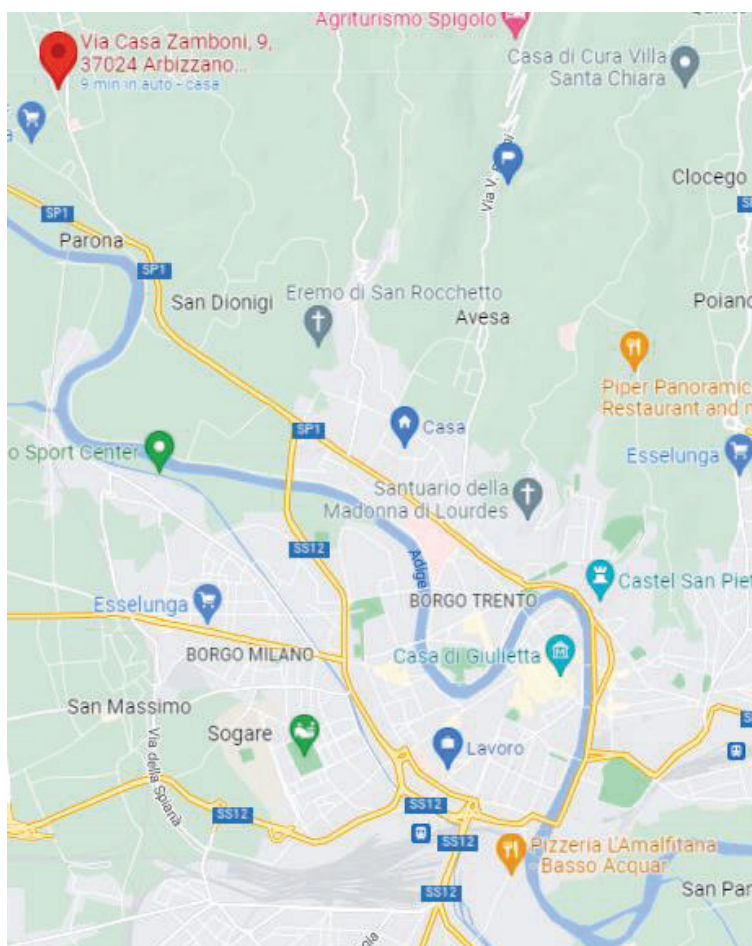 Agriturismo Spigolo
Via Casa Zamboni, 9,
37024 Arbizzano...
9 min in auto - casa
Casa di Cura Villa
Santa Chiara
Via V.
Clocego
SP1
Parona
SP1
San Dionigi
Eremo di San Rocchetto
Avesa
Poiano
Piper Panoramic
Restaurant and
SP1
Casa
o Sport Center
Esselunga
Santuario della
Madonna di Lourdes
SS12
Adige
Castel San Piet
Esselunga
BORGO TRENTO
BORGO MILANO
Casa di Giulietta
San Massimo
Sogare
Lavoro
Via della Spianà
SS12
SS12
SS12
Pizzeria L'Amalfitana
Basso Acquar
SS12
San Pan